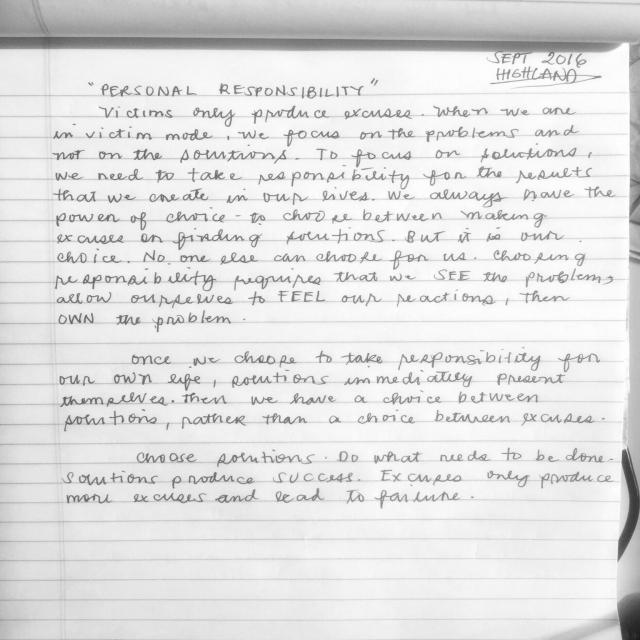 SEPT 2016
HIGHLAND
"PERSONAL RESPONSIBILITY"
Victims only produce excuses. When we are
in victim mode, we focus on the problems and
not on the solutions. To focus on solutions,
we need to take responsibility for the results
that we create in our lives. We always have the
power of choice - to choose between making
excuses or finding solutions. But it is our
choice. No one else can choose for us. Choosing
responsibility requires that we SEE the problem,
allow ourselves to FEEL our reactions, then
OWN the problem.
Once we choose to take responsibility for
our own life, solutions immediately present
themselves. Then we have a choice between
solutions, rather than a choice between excuses.
Choose solutions. Do what needs to be done.
Solutions produce success. Excuses only produce
more excuses and lead to failure.